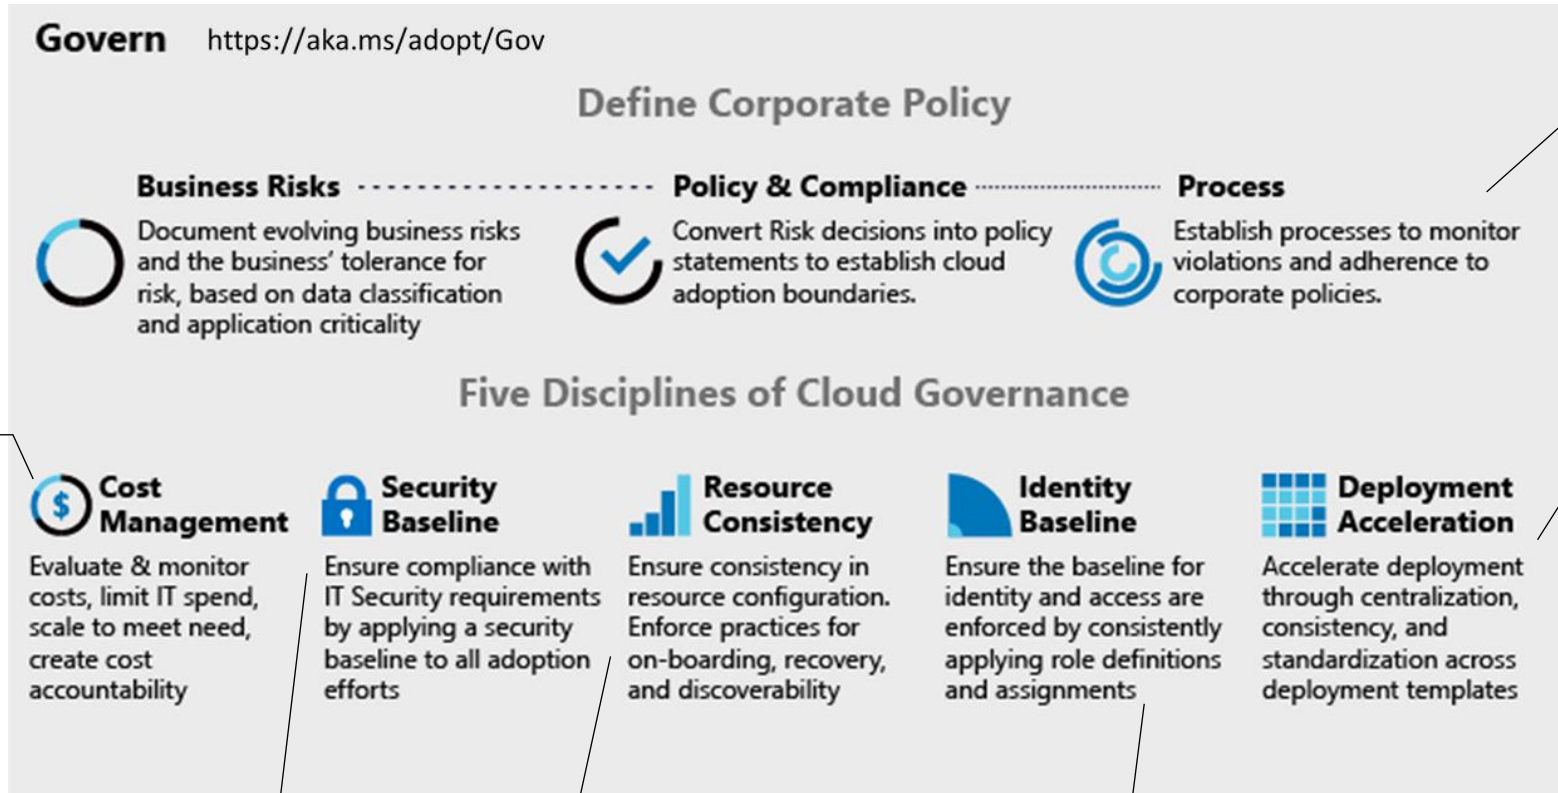 Govern https://aka.ms/adopt/Gov
Define Corporate Policy
Business Risks
Document evolving business risks
and the business’ tolerance for
risk, based on data classification
and application criticality
Policy & Compliance
Convert Risk decisions into policy
statements to establish cloud
adoption boundaries.
Process
Establish processes to monitor
violations and adherence to
corporate policies.
Five Disciplines of Cloud Governance
$
Cost
Management
Evaluate & monitor
costs, limit IT spend,
scale to meet need,
create cost
accountability
Security
Baseline
Ensure compliance with
IT Security requirements
by applying a security
baseline to all adoption
efforts
Resource
Consistency
Ensure consistency in
resource configuration.
Enforce practices for
on-boarding, recovery,
and discoverability
Identity
Baseline
Ensure the baseline for
identity and access are
enforced by consistently
applying role definitions
and assignments
Deployment
Acceleration
Accelerate deployment
through centralization,
consistency, and
standardization across
deployment templates